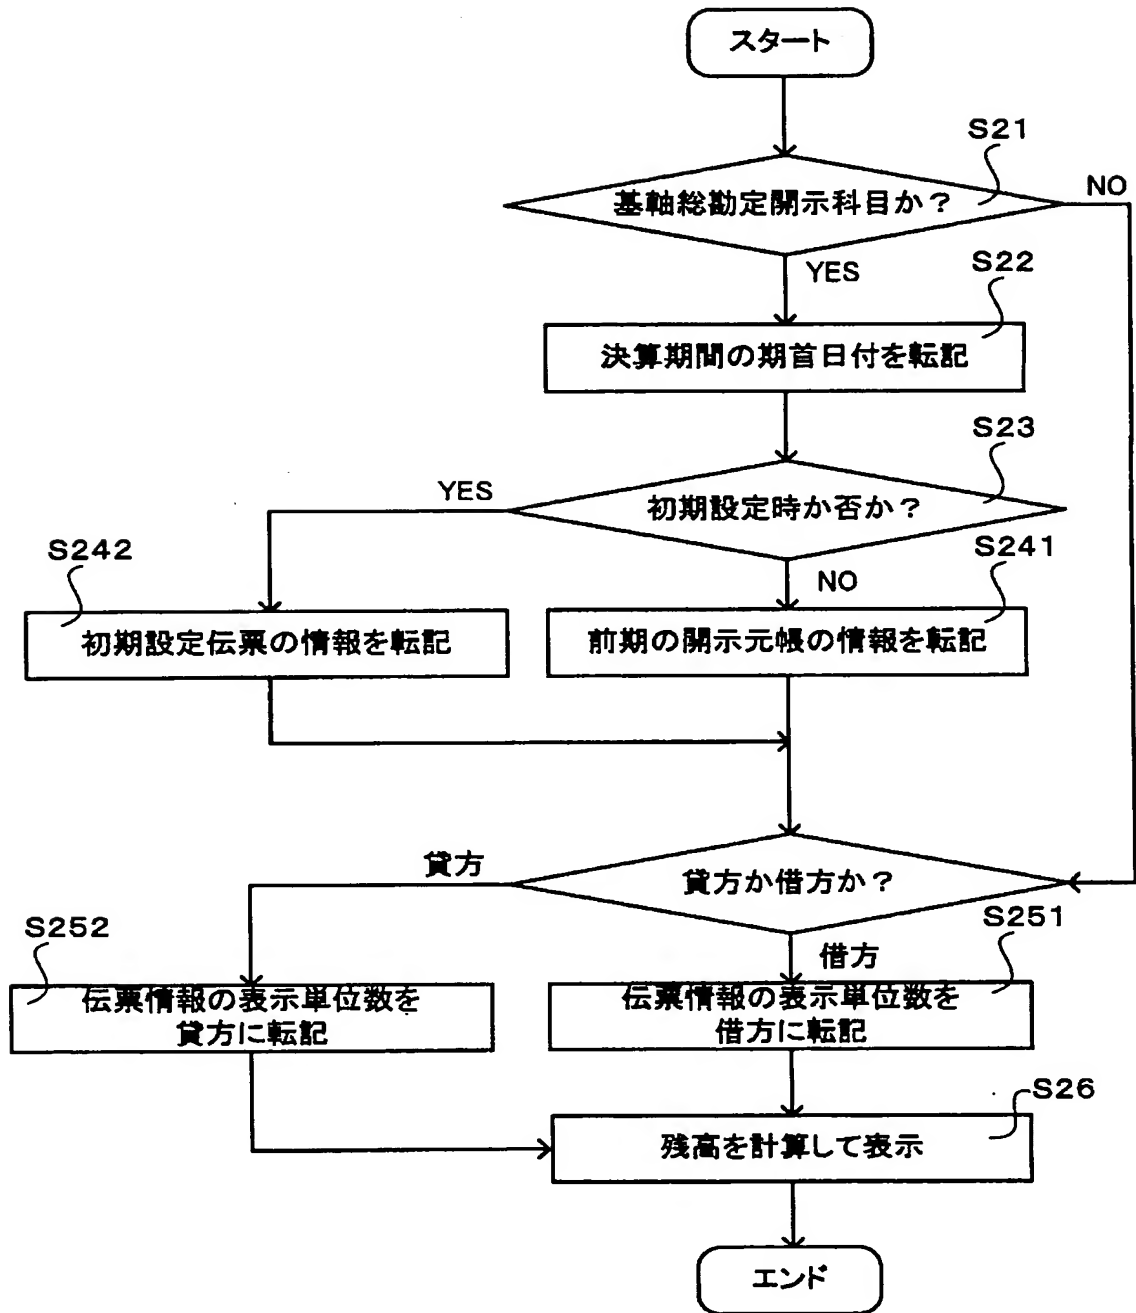 スタート
S21
基軸総勘定開示科目か？
NO
YES
S22
決算期間の期首日付を転記
S23
初期設定時か否か？
YES
NO
S242
初期設定伝票の情報を転記
S241
前期の開示元帳の情報を転記
貸方か借方か？
貸方
借方
S252
伝票情報の表示単位数を
貸方に転記
S251
伝票情報の表示単位数を
借方に転記
S26
残高を計算して表示
エンド